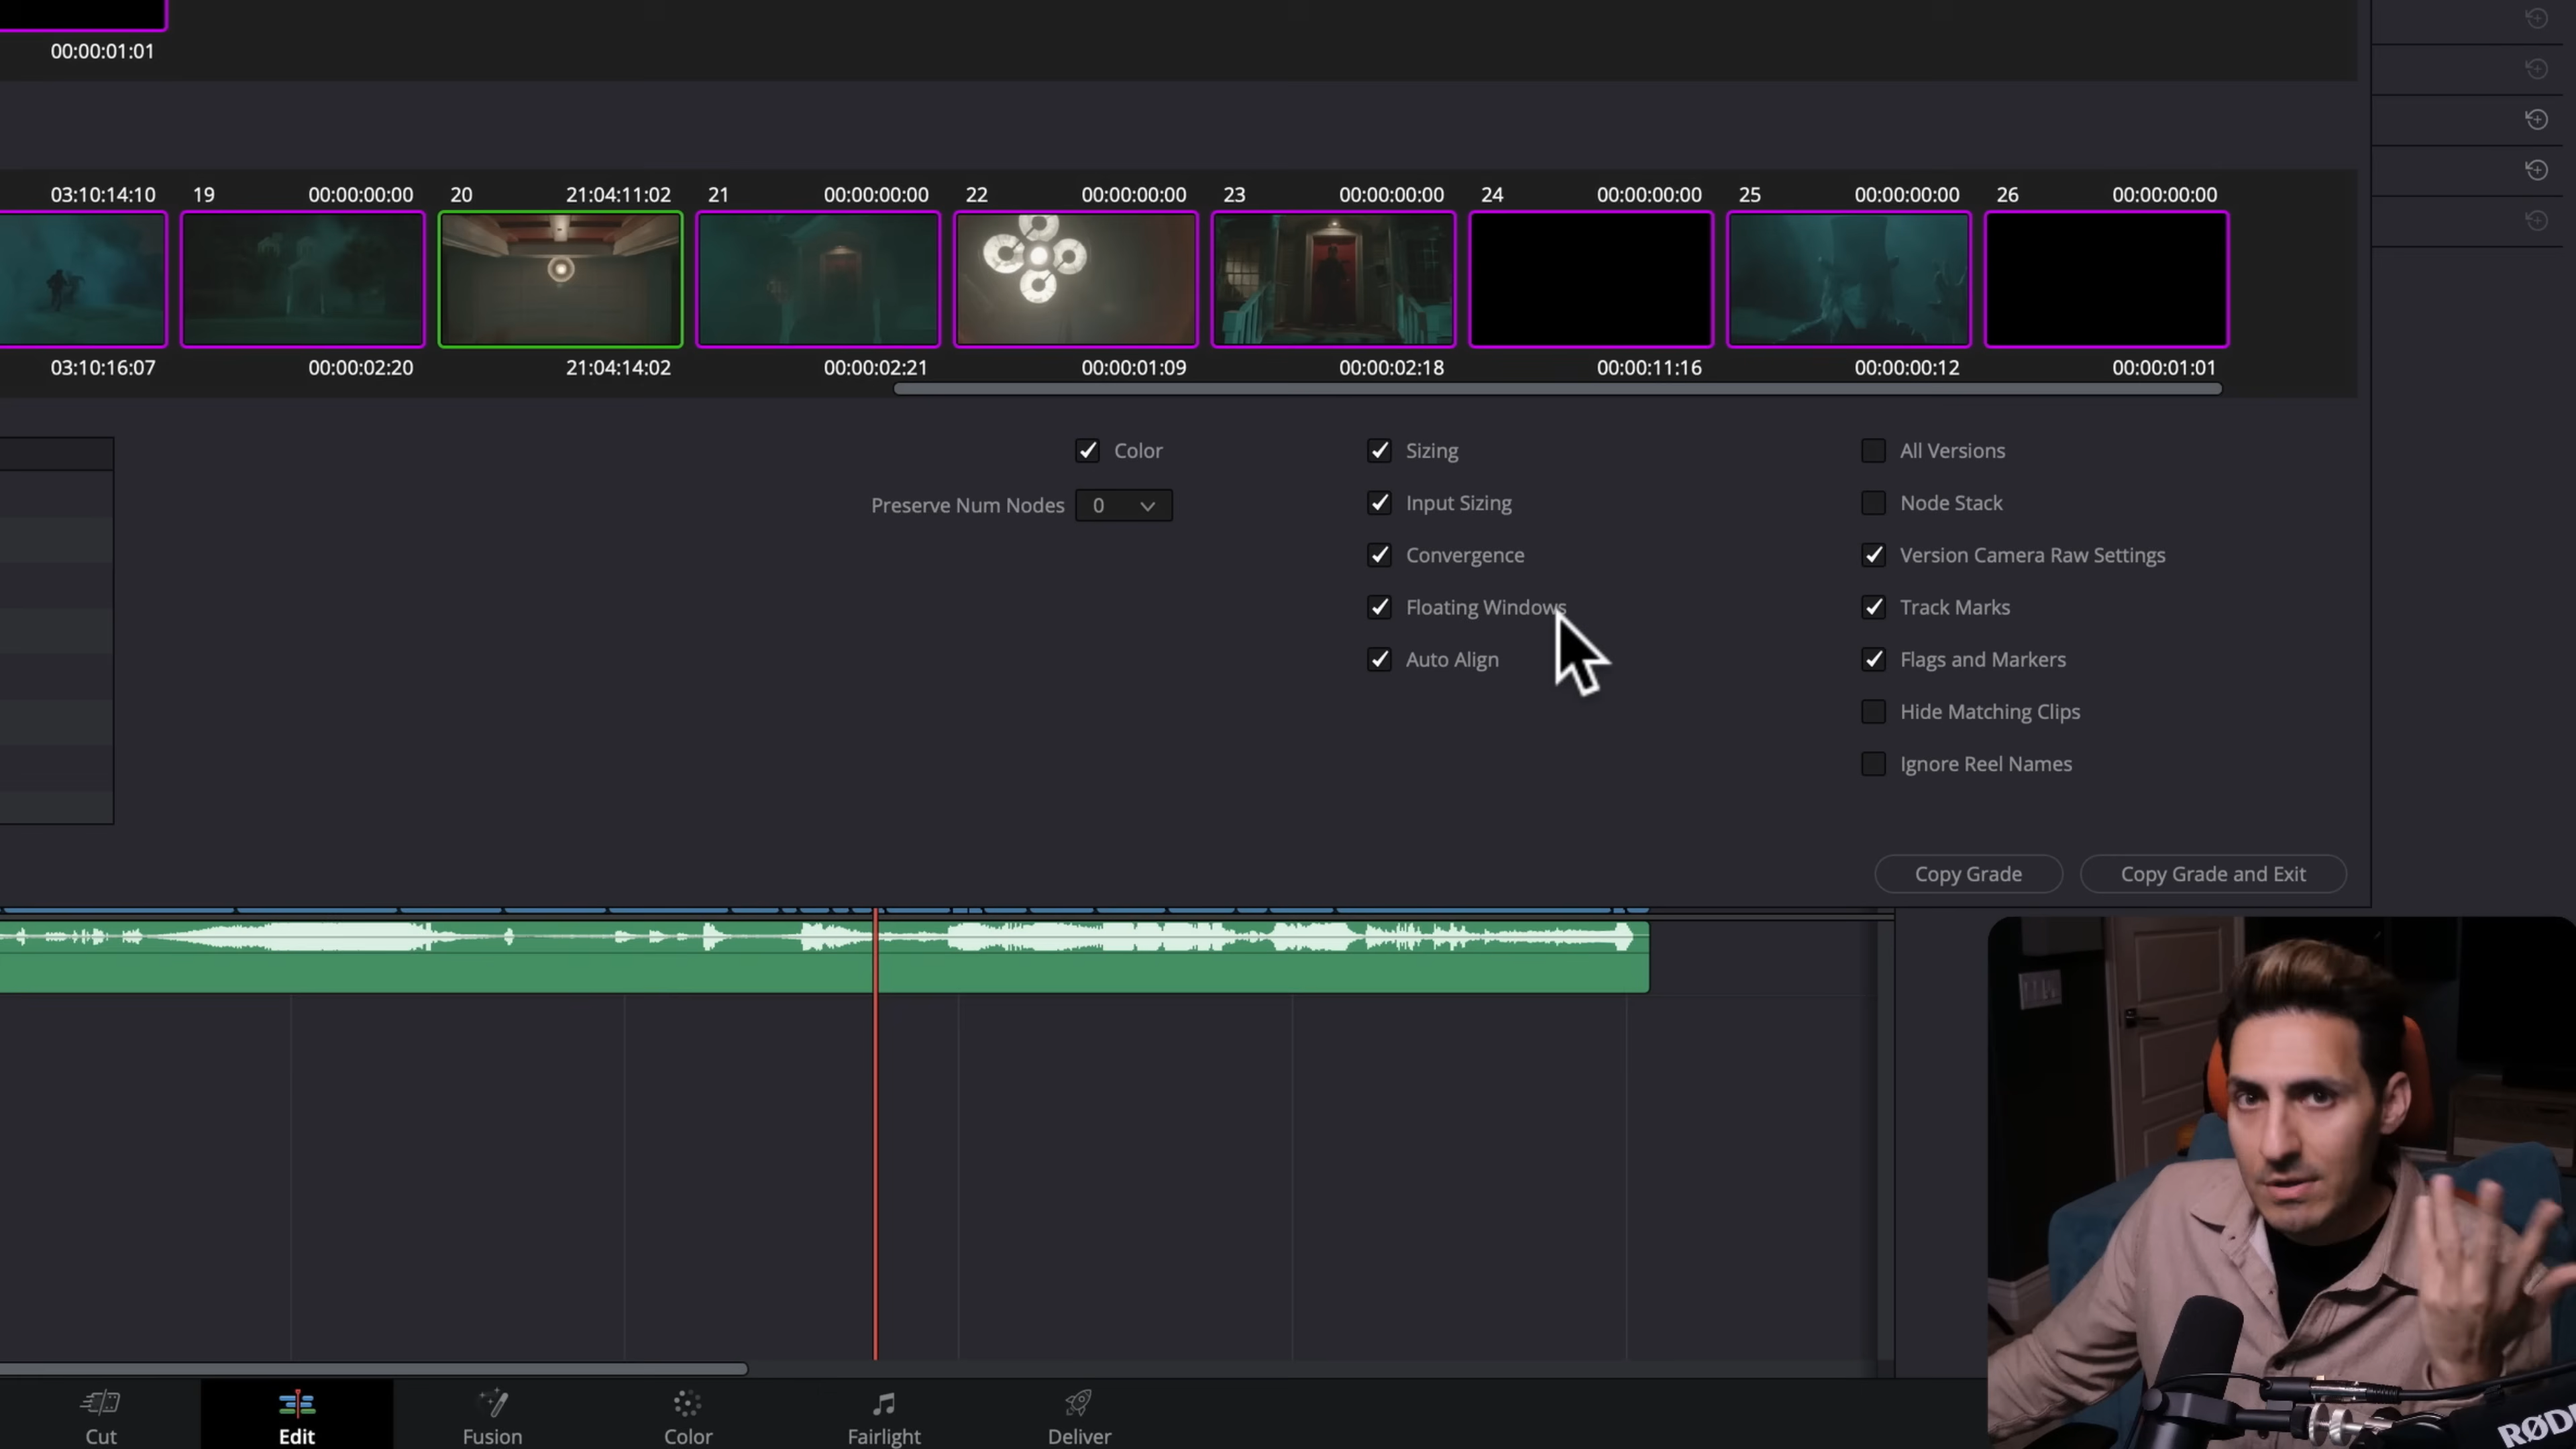 00:00:01:01
03:10:14:10 19 00:00:00:00 20 21:04:11:02 21 00:00:00:00 22 00:00:00:00 23 00:00:00:00 24 00:00:00:00 25 00:00:00:00 26 00:00:00:00
03:10:16:07 00:00:02:20 21:04:14:02 00:00:02:21 00:00:01:09 00:00:02:18 00:00:11:16 00:00:00:12 00:00:01:01
Color Sizing All Versions
Preserve Num Nodes 0 Input Sizing Node Stack
Convergence Version Camera Raw Settings
Floating Windows Track Marks
Auto Align Flags and Markers
Hide Matching Clips
Ignore Reel Names
Copy Grade Copy Grade and Exit
Cut Edit Fusion Color Fairlight Deliver